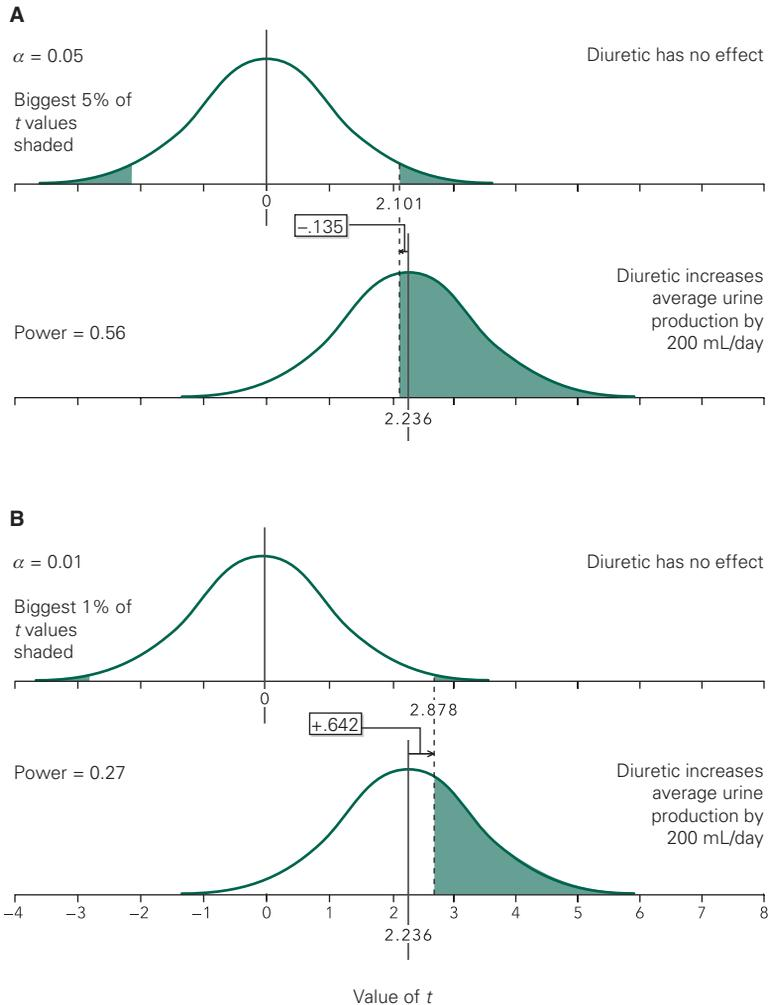 A
α = 0.05
Diuretic has no effect
Biggest 5% of
t values
shaded
0
2.101
–.135
Diuretic increases
average urine
production by
200 mL/day
Power = 0.56
2.236
B
α = 0.01
Diuretic has no effect
Biggest 1% of
t values
shaded
0
2.878
+.642
Power = 0.27
Diuretic increases
average urine
production by
200 mL/day
–4 –3 –2 –1 0 1 2 3 4 5 6 7 8
2.236
Value of t